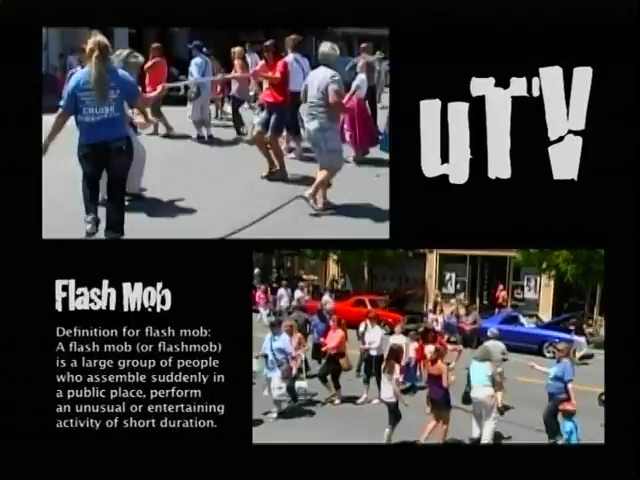 CRUISE
uTV
Flash Mob
Definition for flash mob:
A flash mob (or flashmob)
is a large group of people
who assemble suddenly in
a public place, perform
an unusual or entertaining
activity of short duration.